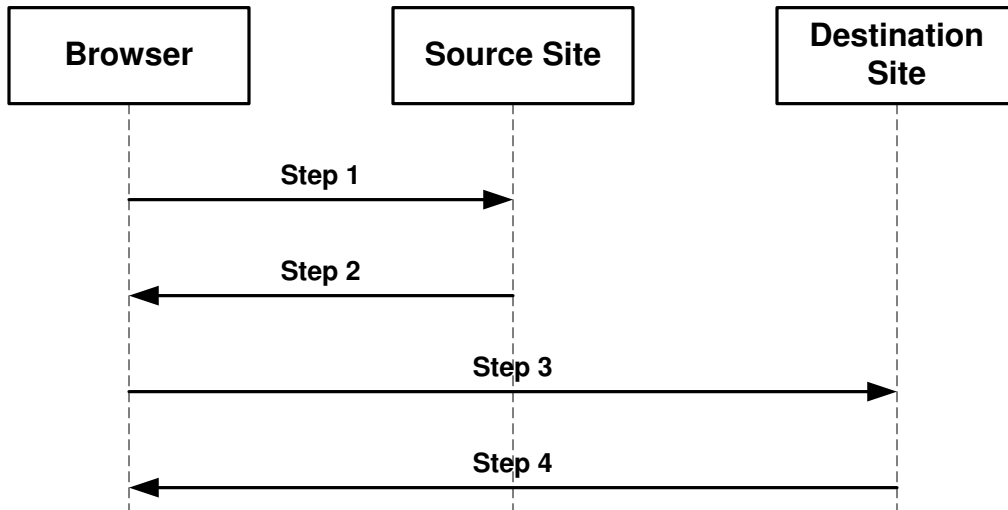 Browser
Source Site
Destination
Site
Step 1
Step 2
Step 3
Step 4